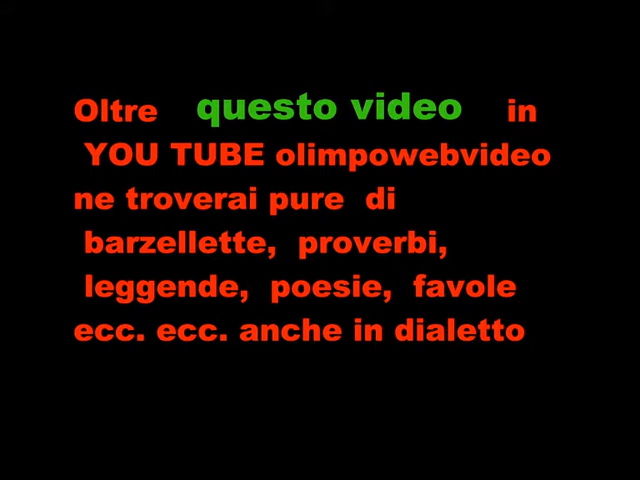 Oltre questo video in
YOU TUBE olimpowebvideo
ne troverai pure di
barzellette, proverbi,
leggende, poesie, favole
ecc. ecc. anche in dialetto